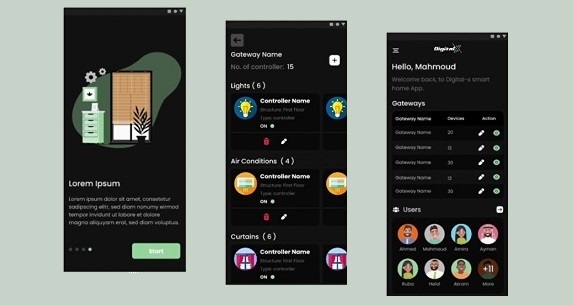 Lorem Ipsum
Lorem ipsum dolor sit amet, consetetur
sadipscing elitr, sed diam nonumy eirmod
tempor invidunt ut labore et dolore
magna aliquyam erat, sed diam voluptua.
Start
Gateway Name
No. of controller: 15
Lights ( 6 )
Controller Name
Structure: First Floor
Type: controller
ON
Air Conditions ( 4 )
Controller Name
Structure: First Floor
Type: controller
ON
Curtains ( 6 )
Controller Name
Structure: First Floor
Type: controller
ON
Digital
Hello, Mahmoud
Welcome back, to Digital-x smart
home App.
Gateways
Gateway Name Devices Action
Gateway Name 20
Gateway Name 12
Gateway Name 30
Gateway Name 12
Gateway Name 30
Users
Ahmed Mahmoud Amira Ayman
Ruba Helal Akram More
+11